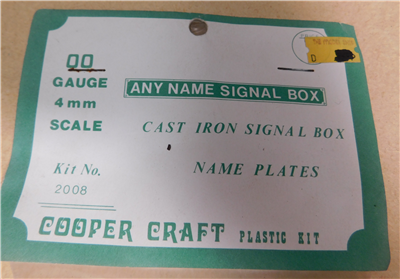 OO
GAUGE
4mm
SCALE
ANY NAME SIGNAL BOX
CAST IRON SIGNAL BOX
NAME PLATES
Kit No.
2008
COOPER CRAFT PLASTIC KIT
D